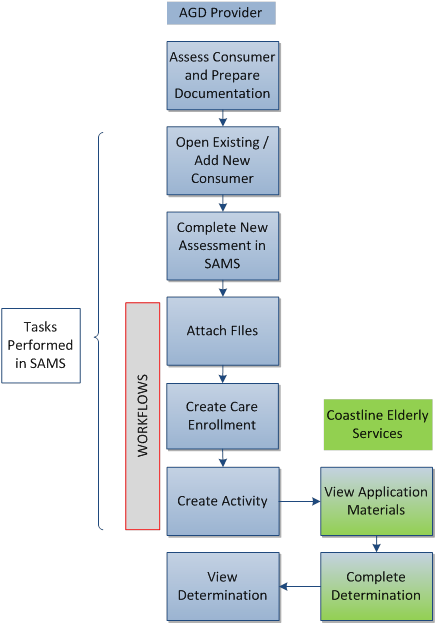 AGD Provider
Assess Consumer
and Prepare
Documentation
Open Existing /
Add New
Consumer
Complete New
Assessment in
SAMS
Tasks
Performed
in SAMS
WORKFLOWS
Attach FIles
Create Care
Enrollment
Coastline Elderly
Services
Create Activity
View Application
Materials
View
Determination
Complete
Determination